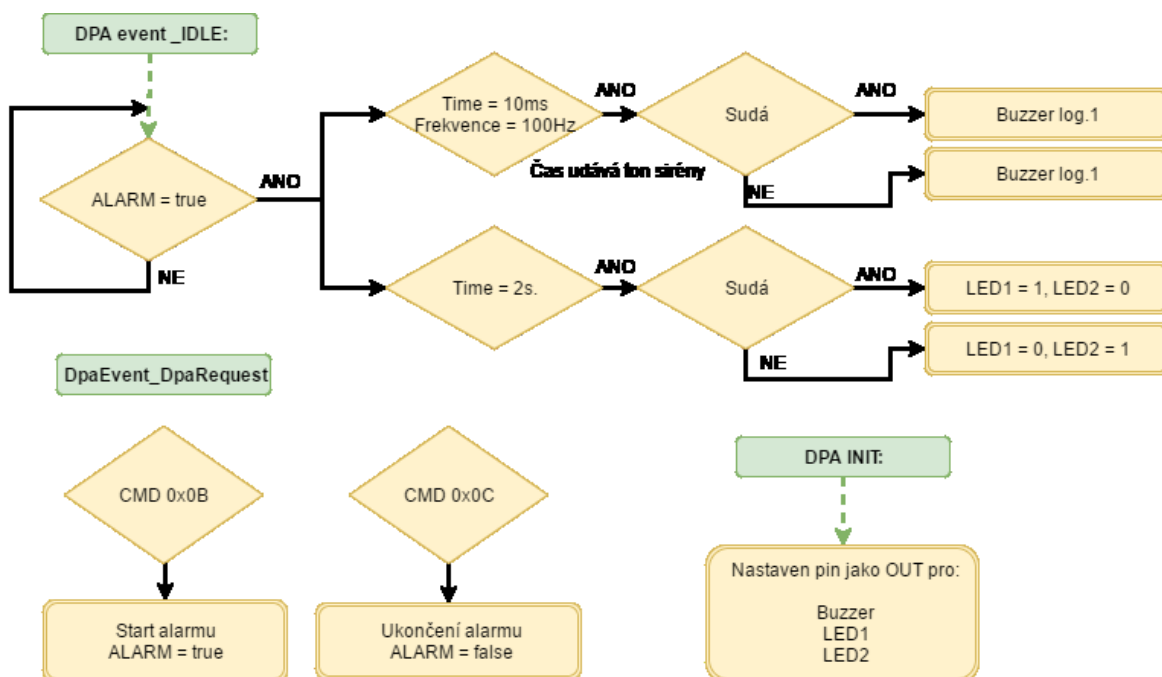 DPA event _IDLE:
ALARM = true
ANO
NE
Time = 10ms
Frekvence = 100Hz
ANO
Sudá
ANO
Buzzer log.1
Čas udává ton sirény
NE
Buzzer log.1
Time = 2s.
ANO
Sudá
ANO
LED1 = 1, LED2 = 0
NE
LED1 = 0, LED2 = 1
DpaEvent_DpaRequest
CMD 0x0B
Start alarmu
ALARM = true
CMD 0x0C
Ukončení alarmu
ALARM = false
DPA INIT:
Nastaven pin jako OUT pro:
Buzzer
LED1
LED2